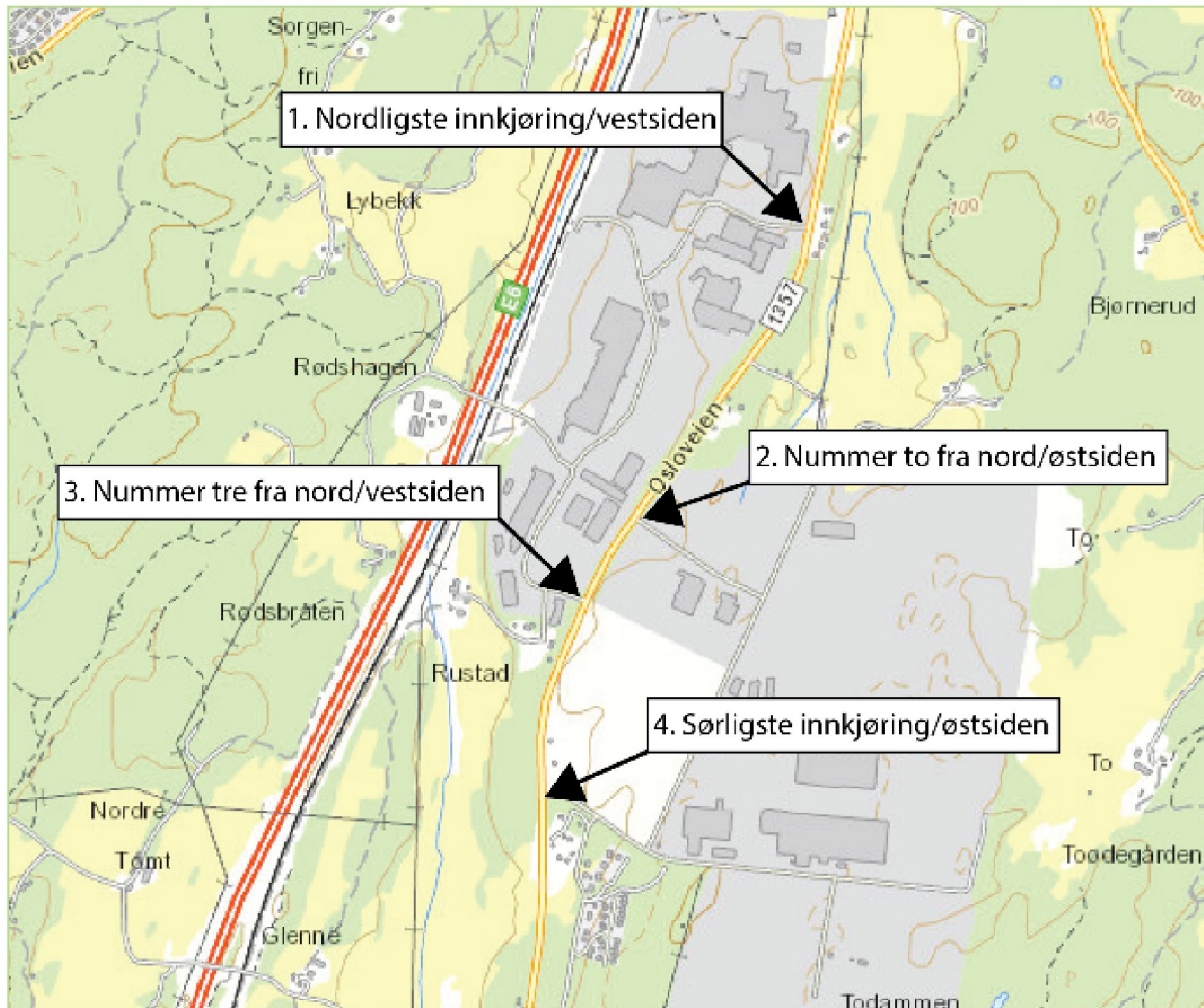 Sorgen-
fri
ien
1. Nordligste innkjøring/vestsiden
100
100
Lybekk
100
E6
1357
Bjørnerud
Rødshagen
Osloveien
2. Nummer to fra nord/østsiden
3. Nummer tre fra nord/vestsiden
To
Rødsbråten
Rustad
4. Sørligste innkjøring/østsiden
To
Nordre
Tomt
Toødegården
Glenne
Todammen